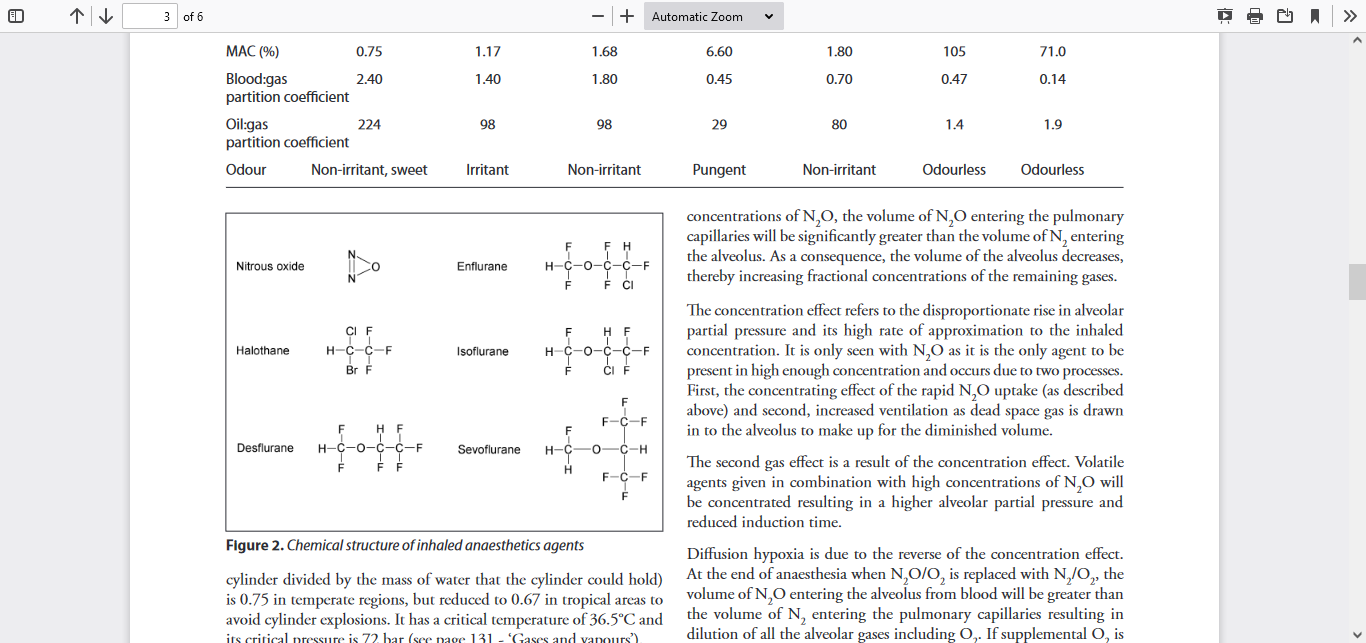 3 of 6
Automatic Zoom
MAC (%) 0.75 1.17 1.68 6.60 1.80 105 71.0
Blood:gas 2.40 1.40 1.80 0.45 0.70 0.47 0.14
partition coefficient
Oil:gas 224 98 98 29 80 1.4 1.9
partition coefficient
Odour Non-irritant, sweet Irritant Non-irritant Pungent Non-irritant Odourless Odourless
F F H
N
Nitrous oxide O Enflurane H-C-O-C-C-F
N
F F Cl
Cl F F H F
Halothane H-C-C-F Isoflurane H-C-O-C-C-F
Br F F Cl F
F
F-C-F
F H F F
Desflurane H-C-O-C-C-F Sevoflurane H-C-O-C-H
F F F H
F-C-F
F
Figure 2. Chemical structure of inhaled anaesthetics agents
cylinder divided by the mass of water that the cylinder could hold)
is 0.75 in temperate regions, but reduced to 0.67 in tropical areas to
avoid cylinder explosions. It has a critical temperature of 36.5°C and
its critical pressure is 72 bar (see page 131 - ‘Gases and vapours’)
concentrations of N₂O, the volume of N₂O entering the pulmonary
capillaries will be significantly greater than the volume of N₂ entering
the alveolus. As a consequence, the volume of the alveolus decreases,
thereby increasing fractional concentrations of the remaining gases.
The concentration effect refers to the disproportionate rise in alveolar
partial pressure and its high rate of approximation to the inhaled
concentration. It is only seen with N₂O as it is the only agent to be
present in high enough concentration and occurs due to two processes.
First, the concentrating effect of the rapid N₂O uptake (as described
above) and second, increased ventilation as dead space gas is drawn
in to the alveolus to make up for the diminished volume.
The second gas effect is a result of the concentration effect. Volatile
agents given in combination with high concentrations of N₂O will
be concentrated resulting in a higher alveolar partial pressure and
reduced induction time.
Diffusion hypoxia is due to the reverse of the concentration effect.
At the end of anaesthesia when N₂O/O₂ is replaced with N₂/O₂, the
volume of N₂O entering the alveolus from blood will be greater than
the volume of N₂ entering the pulmonary capillaries resulting in
dilution of all the alveolar gases including O₂. If supplemental O₂ is